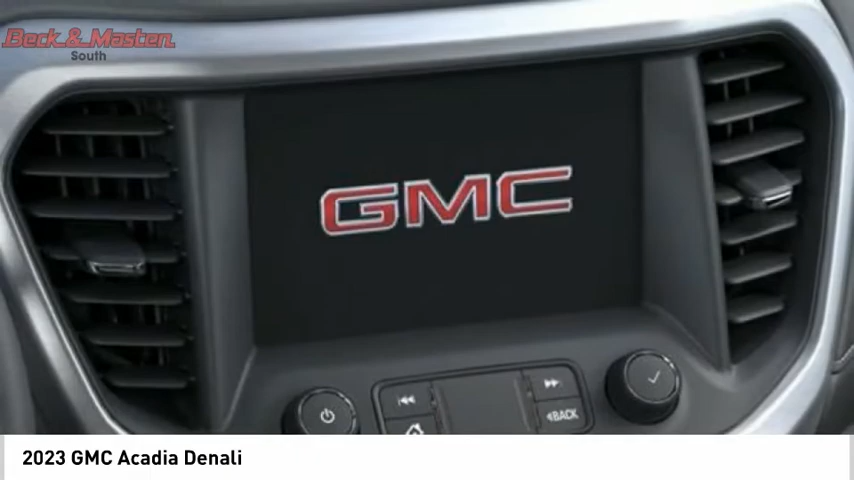 Beck & Masten
South
GMC
BACK
2023 GMC Acadia Denali